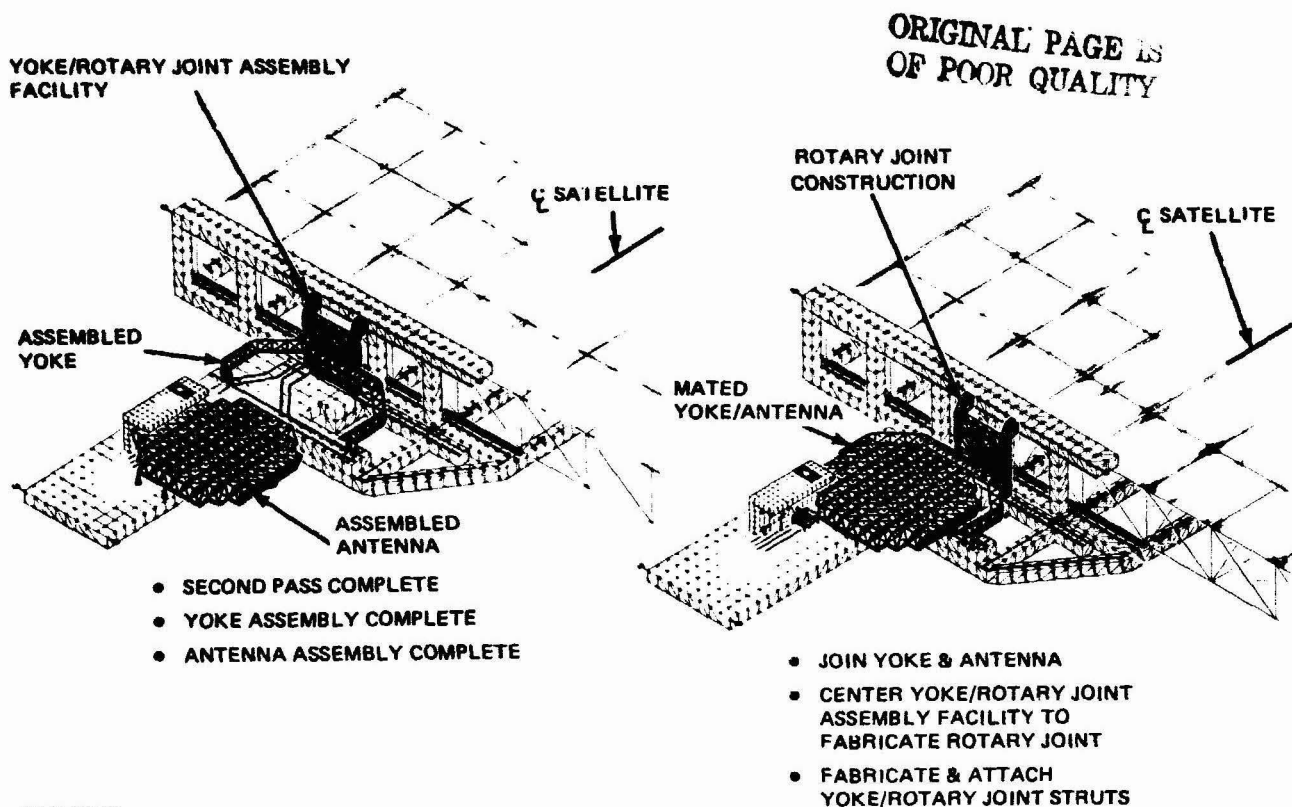 ORIGINAL PAGE IS
OF POOR QUALITY
YOKE/ROTARY JOINT ASSEMBLY
FACILITY
℄ SATELLITE
ASSEMBLED
YOKE
ASSEMBLED
ANTENNA
● SECOND PASS COMPLETE
● YOKE ASSEMBLY COMPLETE
● ANTENNA ASSEMBLY COMPLETE
ROTARY JOINT
CONSTRUCTION
℄ SATELLITE
MATED
YOKE/ANTENNA
● JOIN YOKE & ANTENNA
● CENTER YOKE/ROTARY JOINT
ASSEMBLY FACILITY TO
FABRICATE ROTARY JOINT
● FABRICATE & ATTACH
YOKE/ROTARY JOINT STRUTS